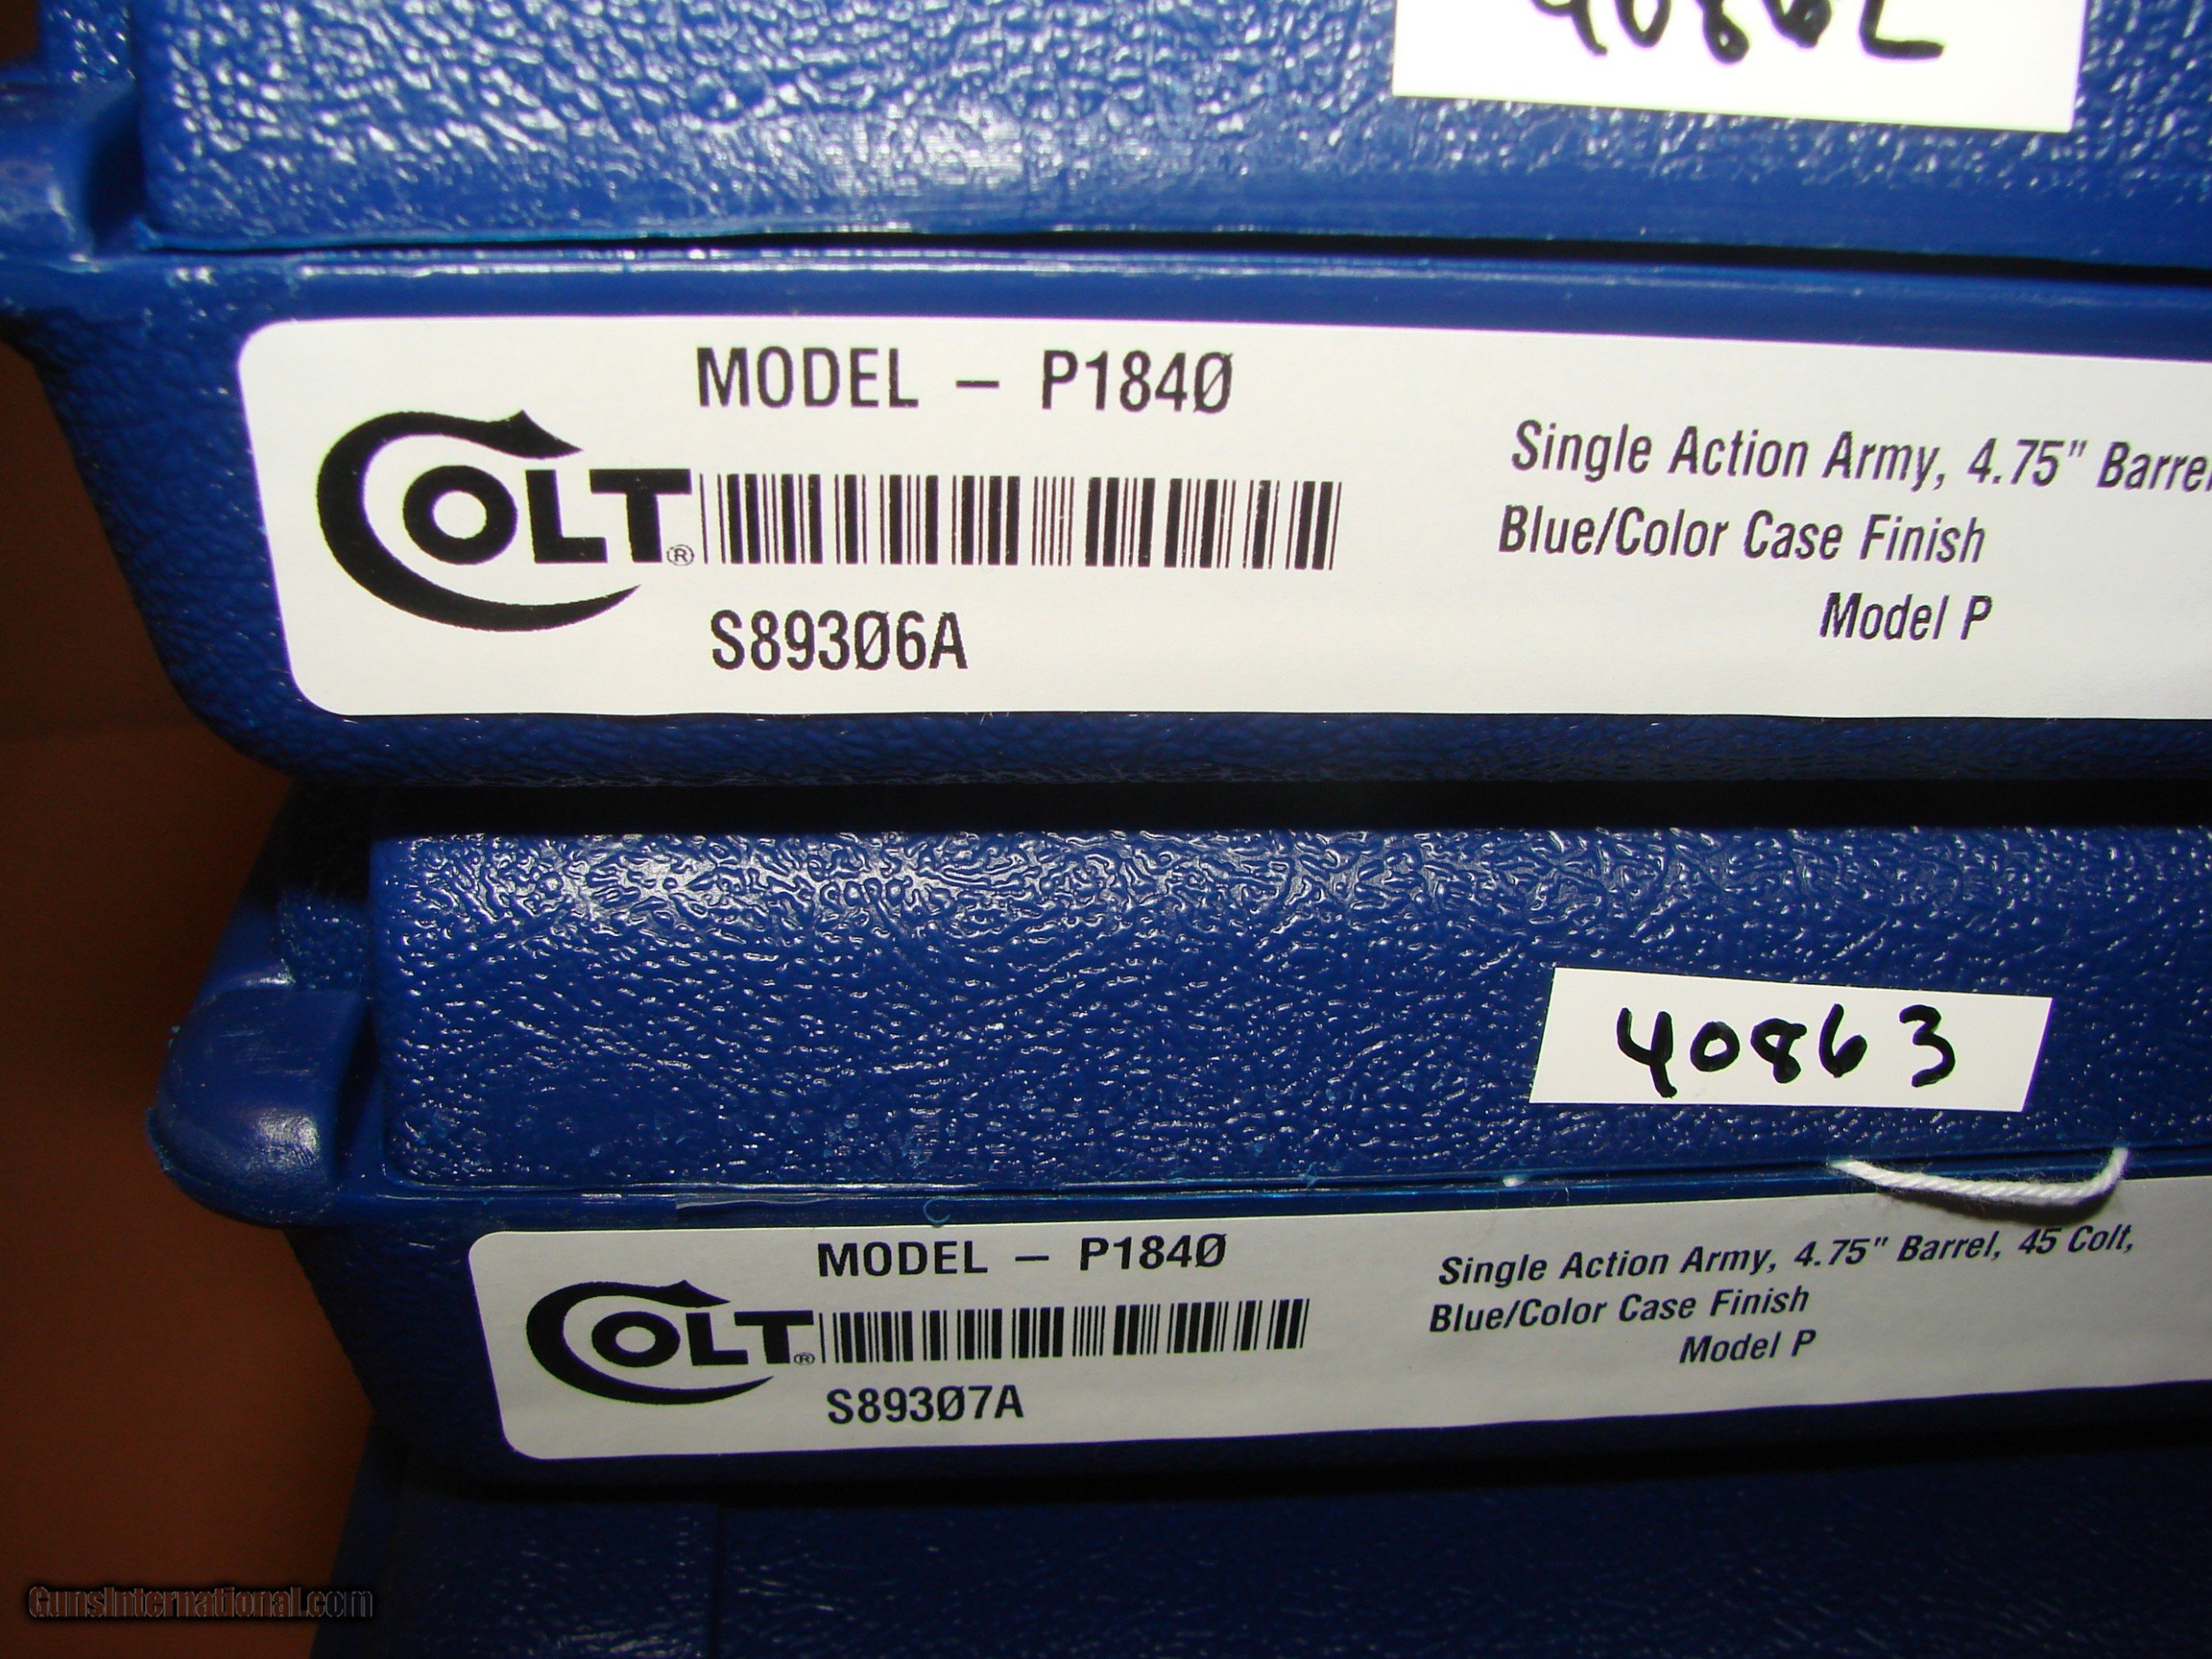 40862
MODEL – P184Ø
COLT®
S893Ø6A
Single Action Army, 4.75" Barrel
Blue/Color Case Finish
Model P
40863
MODEL – P184Ø
COLT®
S893Ø7A
Single Action Army, 4.75" Barrel, 45 Colt,
Blue/Color Case Finish
Model P
GunsInternational.com